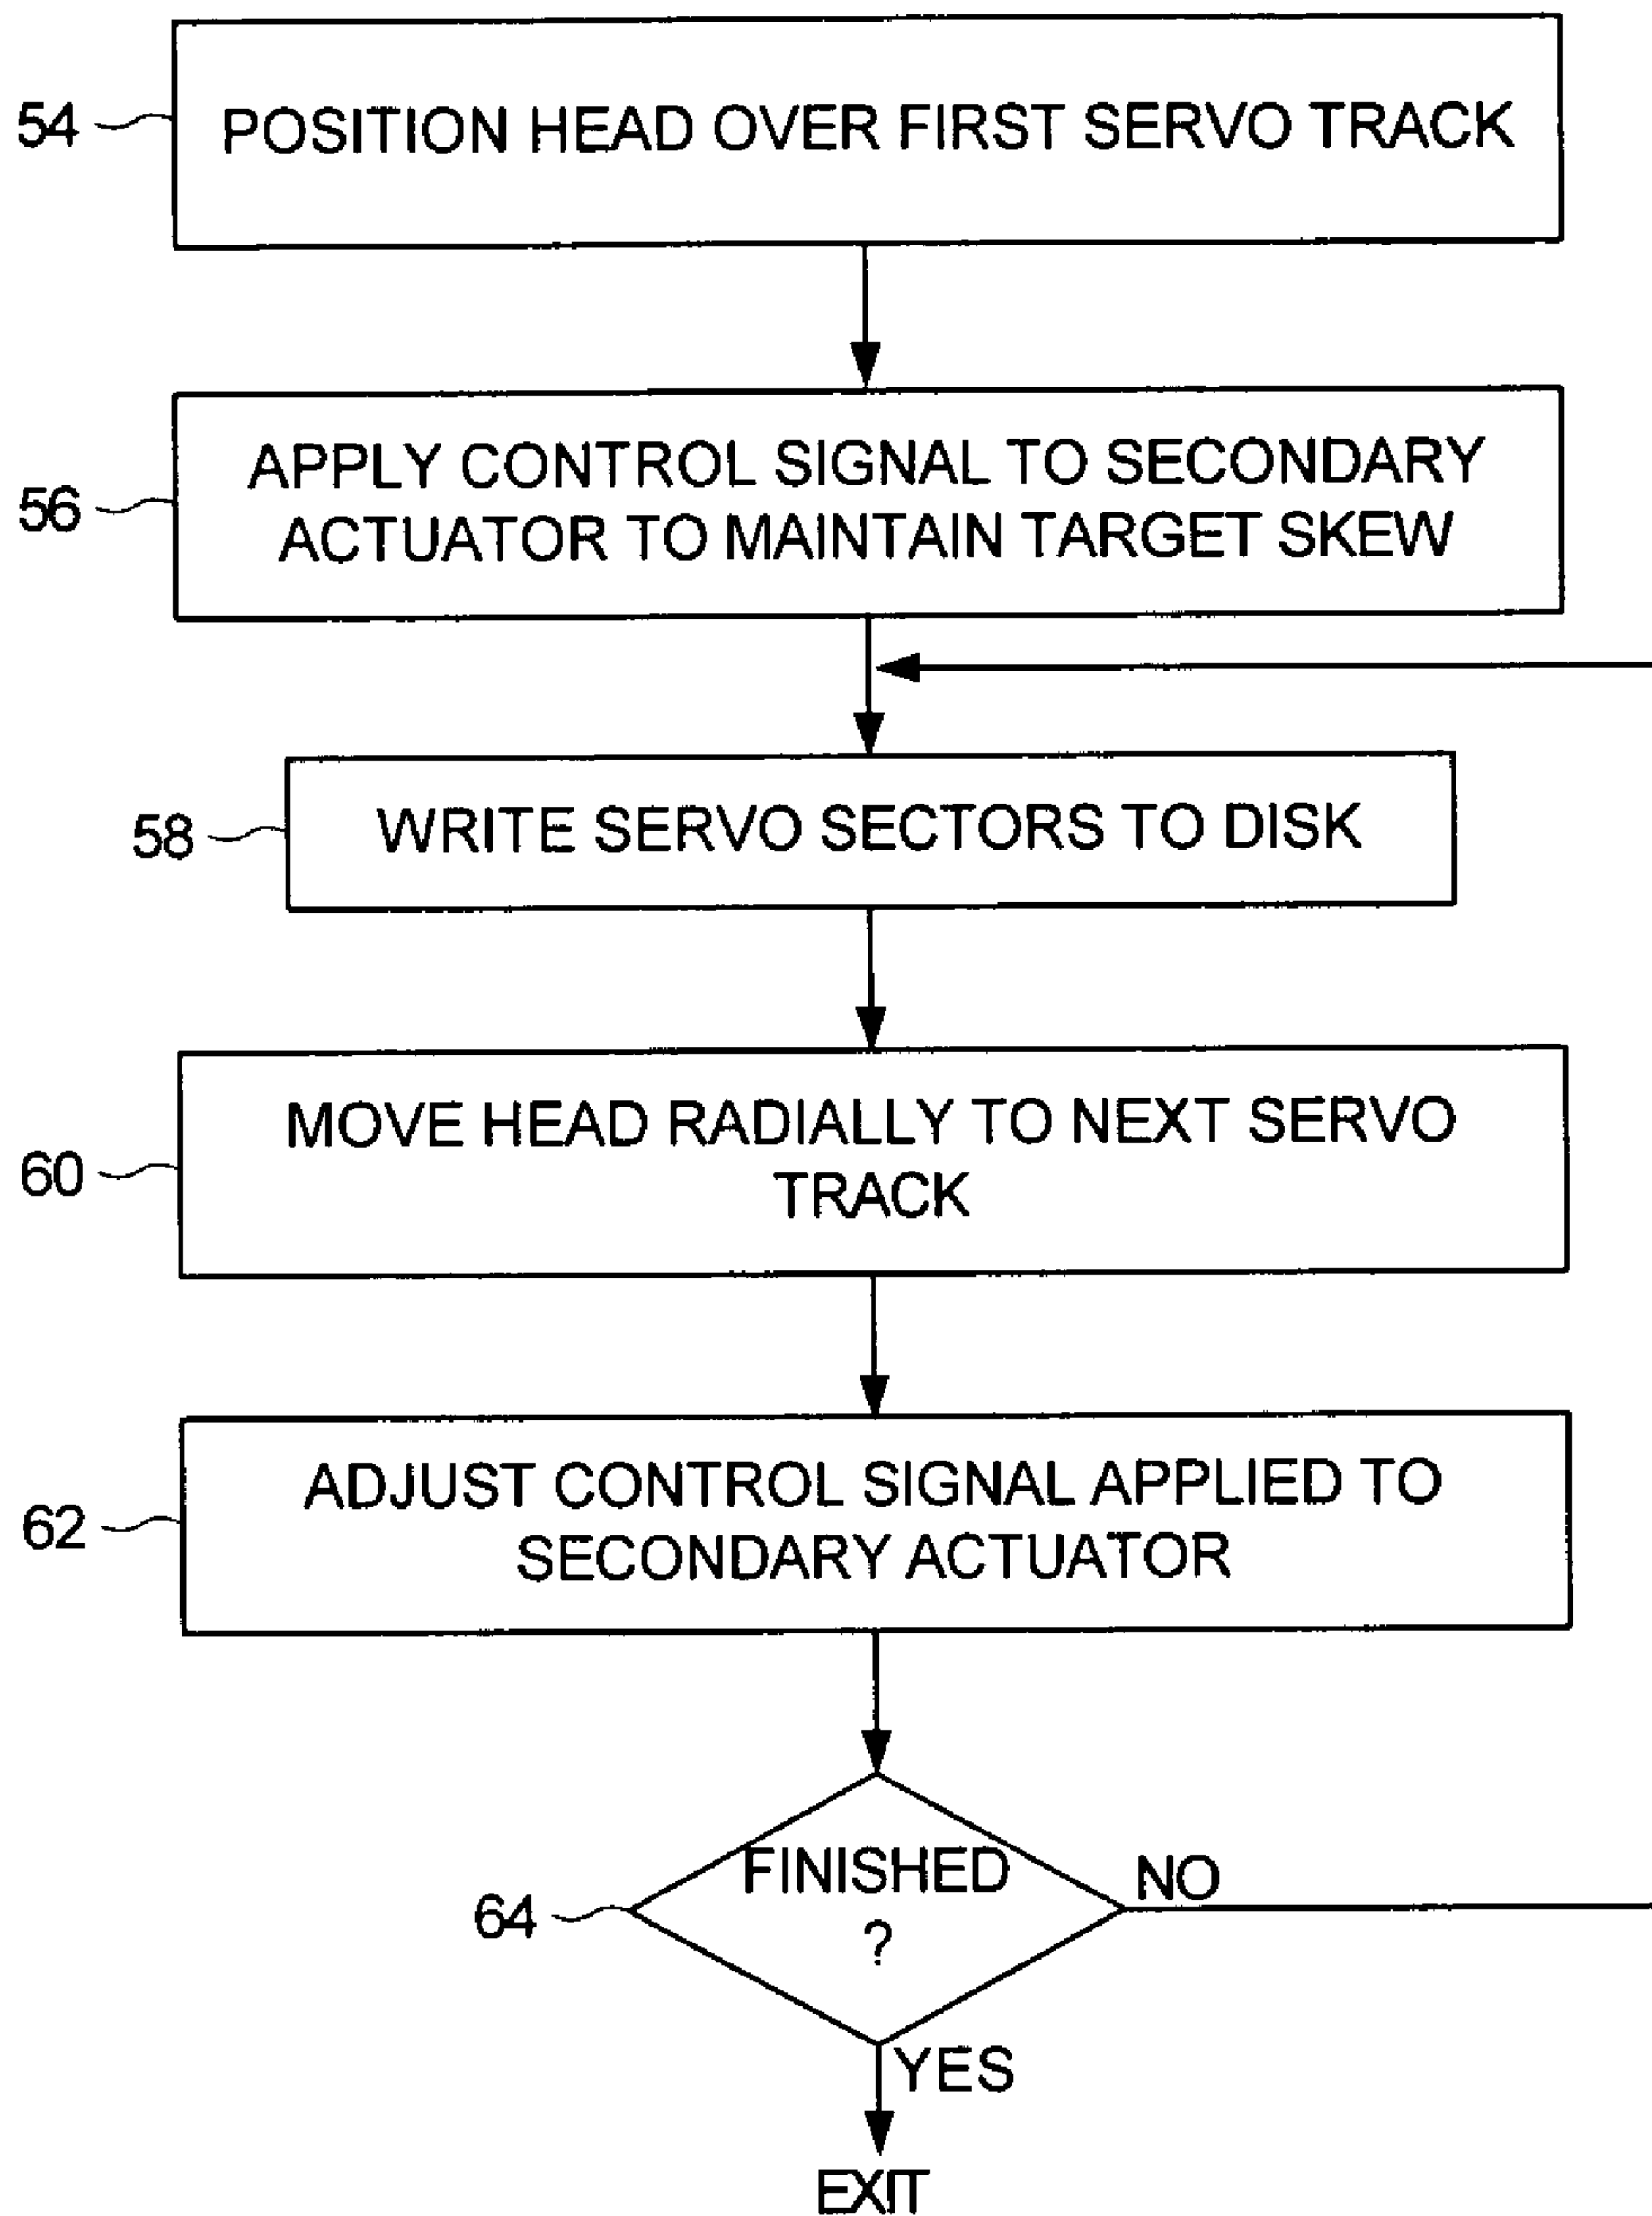 54
POSITION HEAD OVER FIRST SERVO TRACK
56
APPLY CONTROL SIGNAL TO SECONDARY
ACTUATOR TO MAINTAIN TARGET SKEW
58
WRITE SERVO SECTORS TO DISK
60
MOVE HEAD RADIALLY TO NEXT SERVO
TRACK
62
ADJUST CONTROL SIGNAL APPLIED TO
SECONDARY ACTUATOR
64
FINISHED
?
NO
YES
EXIT